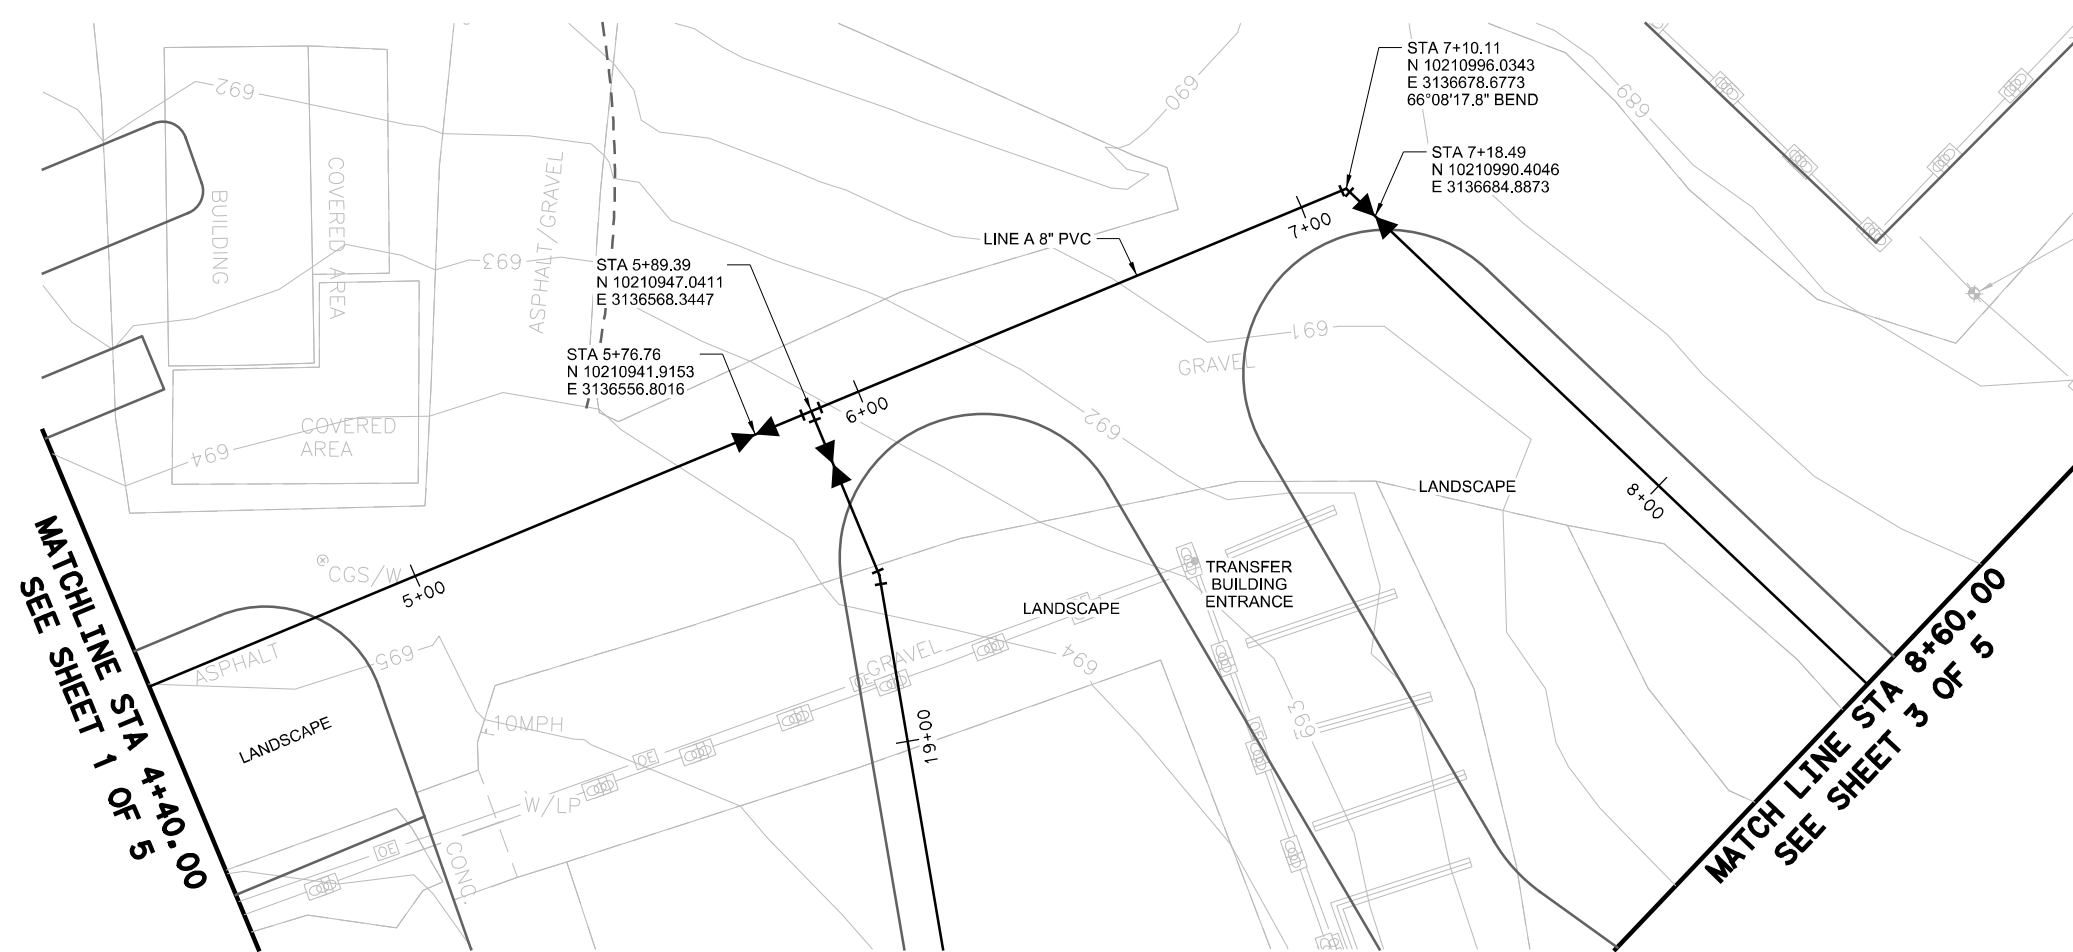 STA 7+10.11
N 10210996.0343
E 3136678.6773
66°08'17.8" BEND
692
690
689
STA 7+18.49
N 10210990.4046
E 3136684.8873
COVERED AREA
BUILDING
ASPHALT/GRAVEL
7+00
LINE A 8" PVC
693
STA 5+89.39
N 10210947.0411
E 3136568.3447
691
GRAVEL
STA 5+76.76
N 10210941.9153
E 3136556.8016
6+00
692
COVERED
AREA
694
LANDSCAPE
8+00
CGS/W
5+00
TRANSFER
BUILDING
ENTRANCE
LANDSCAPE
OE
MATCHLINE STA 4+40.00
SEE SHEET 1 OF 5
ASPHALT
695
GRAVEL
694
OE
MATCH LINE STA 8+60.00
SEE SHEET 3 OF 5
LANDSCAPE
10MPH
19+00
693
OE
OE
W/LP
OE
CONC.